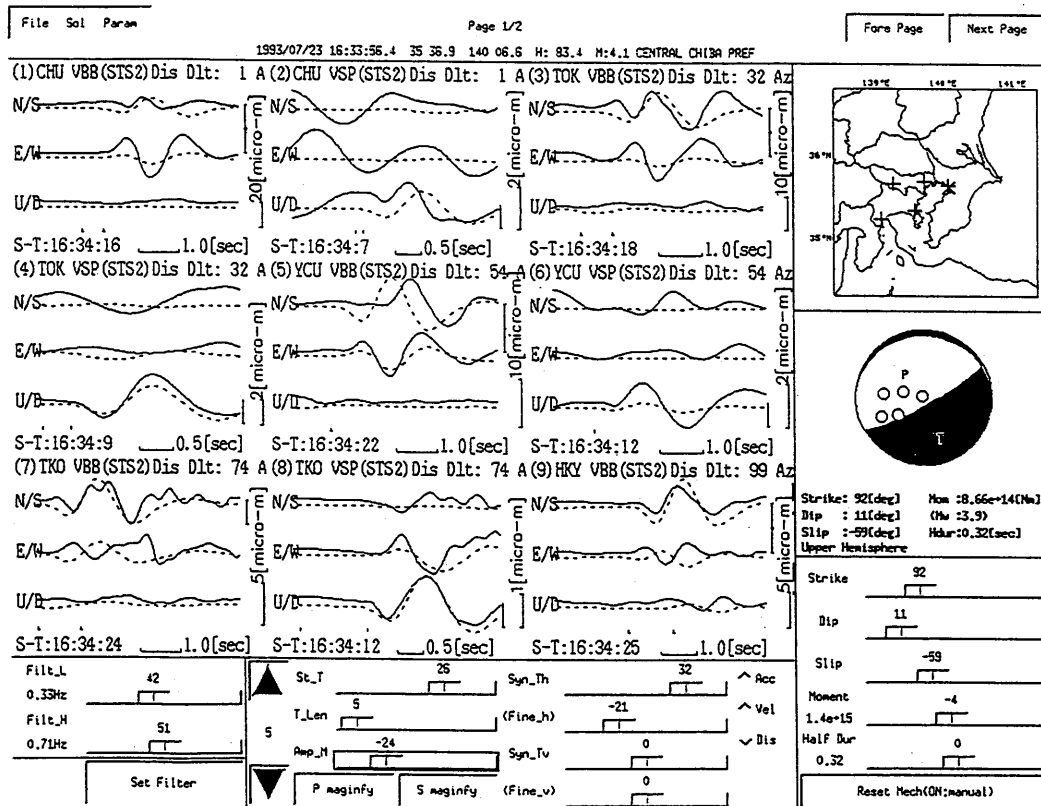 File Sol Param
Page 1/2
Fore Page
Next Page
1993/07/23 16:33:56.4 35 36.9 140 06.6 H: 83.4 M:4.1 CENTRAL CHIBA PREF
(1)CHU VBB(STS2)Dis Dlt: 1 A
(2)CHU VSP(STS2)Dis Dlt: 1 A
(3)TOK VBB(STS2)Dis Dlt: 32 Az
N/S
E/W
U/D
20[micro-m]
S-T:16:34:16 1.0[sec]
N/S
E/W
U/D
2[micro-m]
S-T:16:34:7 0.5[sec]
N/S
E/W
U/D
10[micro-m]
S-T:16:34:18 1.0[sec]
(4)TOK VSP(STS2)Dis Dlt: 32 A
(5)YCU VBB(STS2)Dis Dlt: 54 A
(6)YCU VSP(STS2)Dis Dlt: 54 Az
N/S
E/W
U/D
2[micro-m]
S-T:16:34:9 0.5[sec]
N/S
E/W
U/D
10[micro-m]
S-T:16:34:22 1.0[sec]
N/S
E/W
U/D
2[micro-m]
S-T:16:34:12 1.0[sec]
(7)TKO VBB(STS2)Dis Dlt: 74 A
(8)TKO VSP(STS2)Dis Dlt: 74 A
(9)HKY VBB(STS2)Dis Dlt: 99 Az
N/S
E/W
U/D
5[micro-m]
S-T:16:34:24 1.0[sec]
N/S
E/W
U/D
1[micro-m]
S-T:16:34:12 0.5[sec]
N/S
E/W
U/D
5[micro-m]
S-T:16:34:25 1.0[sec]
139°E 140°E 141°E
36°N
35°N
P
T
Strike: 92[deg] Mom :8.66e+14[Nm]
Dip : 11[deg] (Mw :3.9)
Slip :-59[deg] Hdur:0.32[sec]
Upper Hemisphere
Strike 92
Dip 11
Slip -59
Moment -4
1.4e+15
Half Dur 0
0.32
Reset Mech(ON;manual)
Filt_L 42
0.33Hz
Filt_H 51
0.71Hz
Set Filter
5
St_T 26
T_Len 5
Amp_M -24
P maginfy
S maginfy
Syn_Th 32
(Fine_h) -21
Syn_Tv 0
(Fine_v) 0
Acc
Vel
Dis